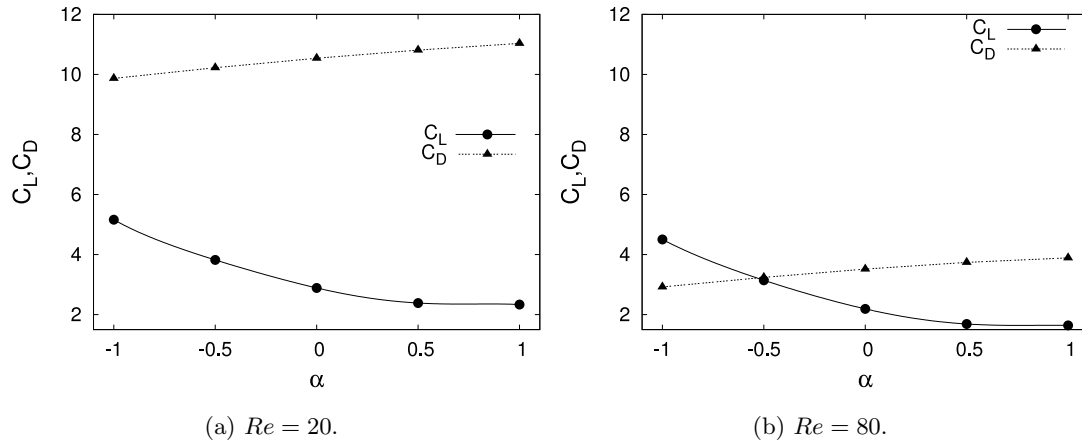 12
10
8
6
4
2
C_L, C_D
C_L
C_D
-1 -0.5 0 0.5 1
α
(a) Re = 20.
12
10
8
6
4
2
C_L, C_D
C_L
C_D
-1 -0.5 0 0.5 1
α
(b) Re = 80.